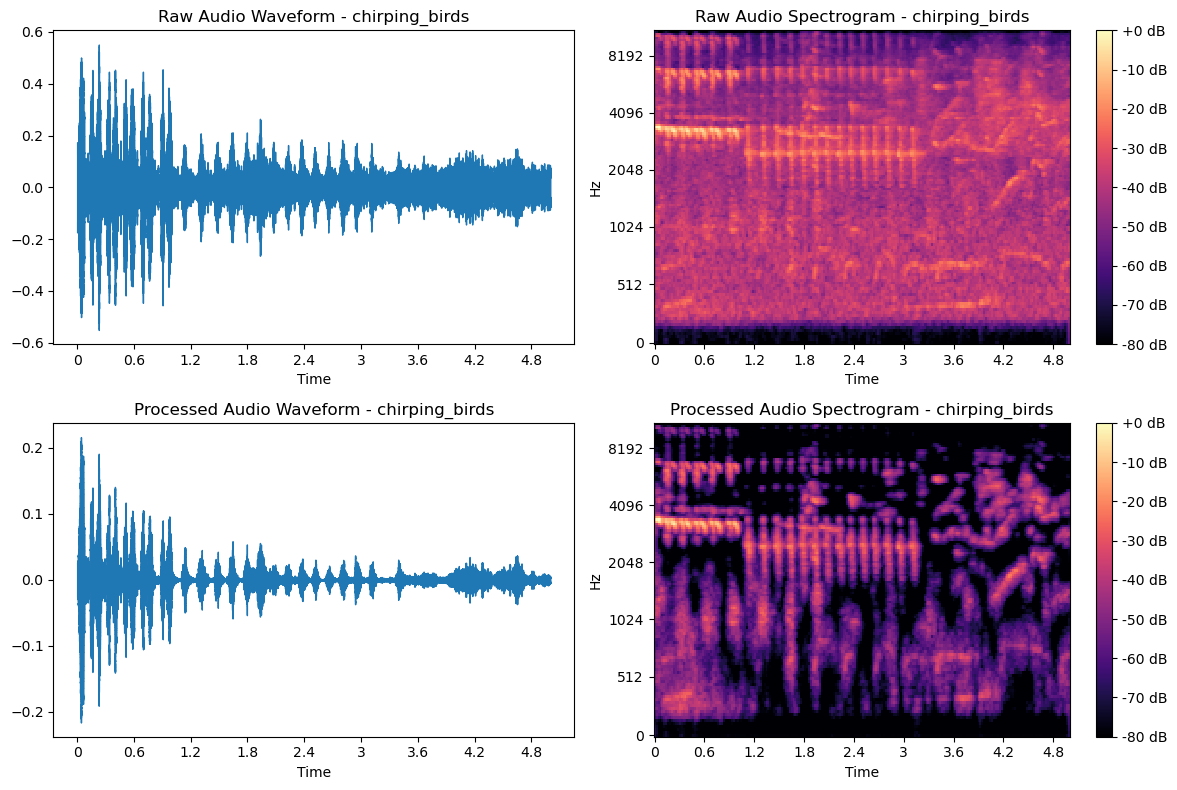 Raw Audio Waveform - chirping_birds
0.6
0.4
0.2
0.0
−0.2
−0.4
−0.6
0 0.6 1.2 1.8 2.4 3 3.6 4.2 4.8
Time
Raw Audio Spectrogram - chirping_birds
Hz
8192
4096
2048
1024
512
0
0 0.6 1.2 1.8 2.4 3 3.6 4.2 4.8
Time
+0 dB
-10 dB
-20 dB
-30 dB
-40 dB
-50 dB
-60 dB
-70 dB
-80 dB
Processed Audio Waveform - chirping_birds
0.2
0.1
0.0
−0.1
−0.2
0 0.6 1.2 1.8 2.4 3 3.6 4.2 4.8
Time
Processed Audio Spectrogram - chirping_birds
Hz
8192
4096
2048
1024
512
0
0 0.6 1.2 1.8 2.4 3 3.6 4.2 4.8
Time
+0 dB
-10 dB
-20 dB
-30 dB
-40 dB
-50 dB
-60 dB
-70 dB
-80 dB